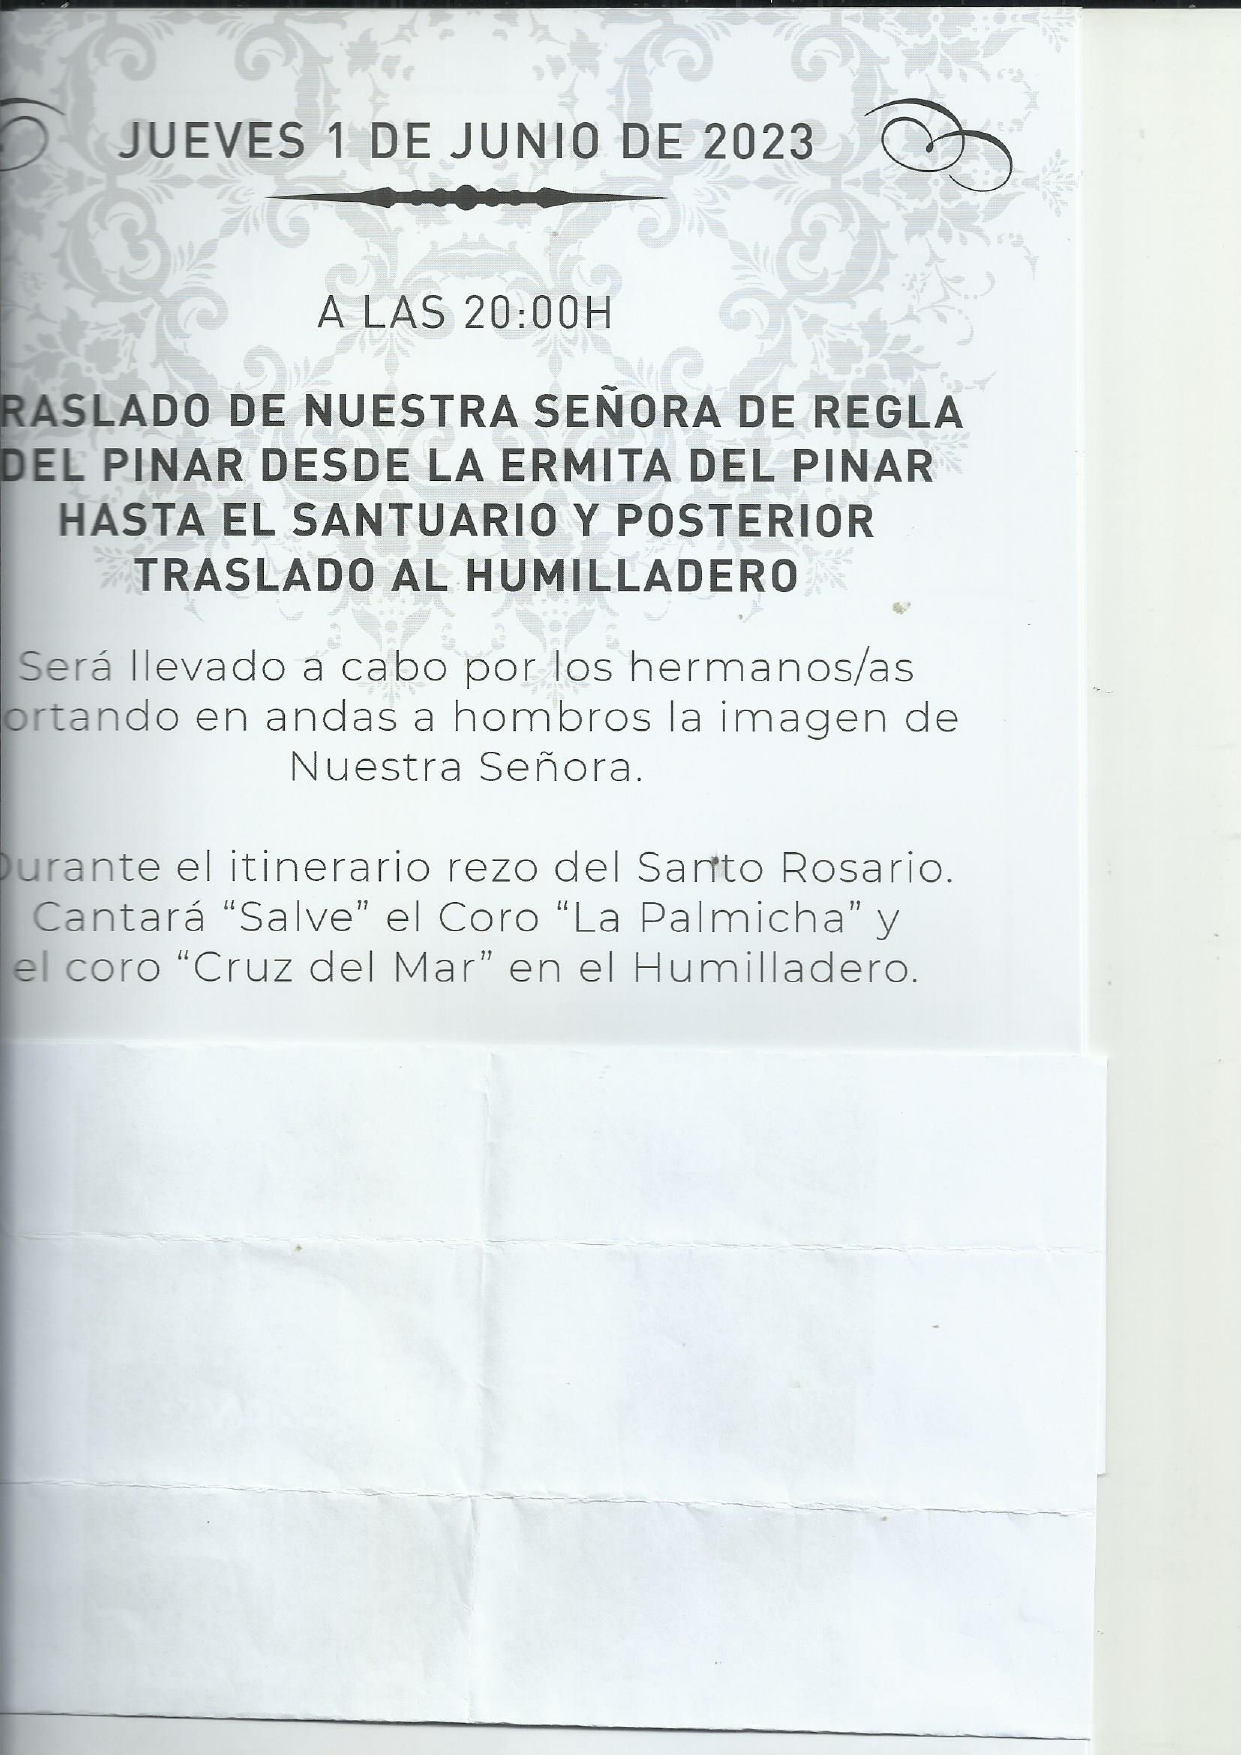 JUEVES 1 DE JUNIO DE 2023
A LAS 20:00H
RASLADO DE NUESTRA SEÑORA DE REGLA
DEL PINAR DESDE LA ERMITA DEL PINAR
HASTA EL SANTUARIO Y POSTERIOR
TRASLADO AL HUMILLADERO
Será llevado a cabo por los hermanos/as
ortando en andas a hombros la imagen de
Nuestra Señora.
Durante el itinerario rezo del Santo Rosario.
Cantará “Salve” el Coro “La Palmicha” y
el coro “Cruz del Mar” en el Humilladero.